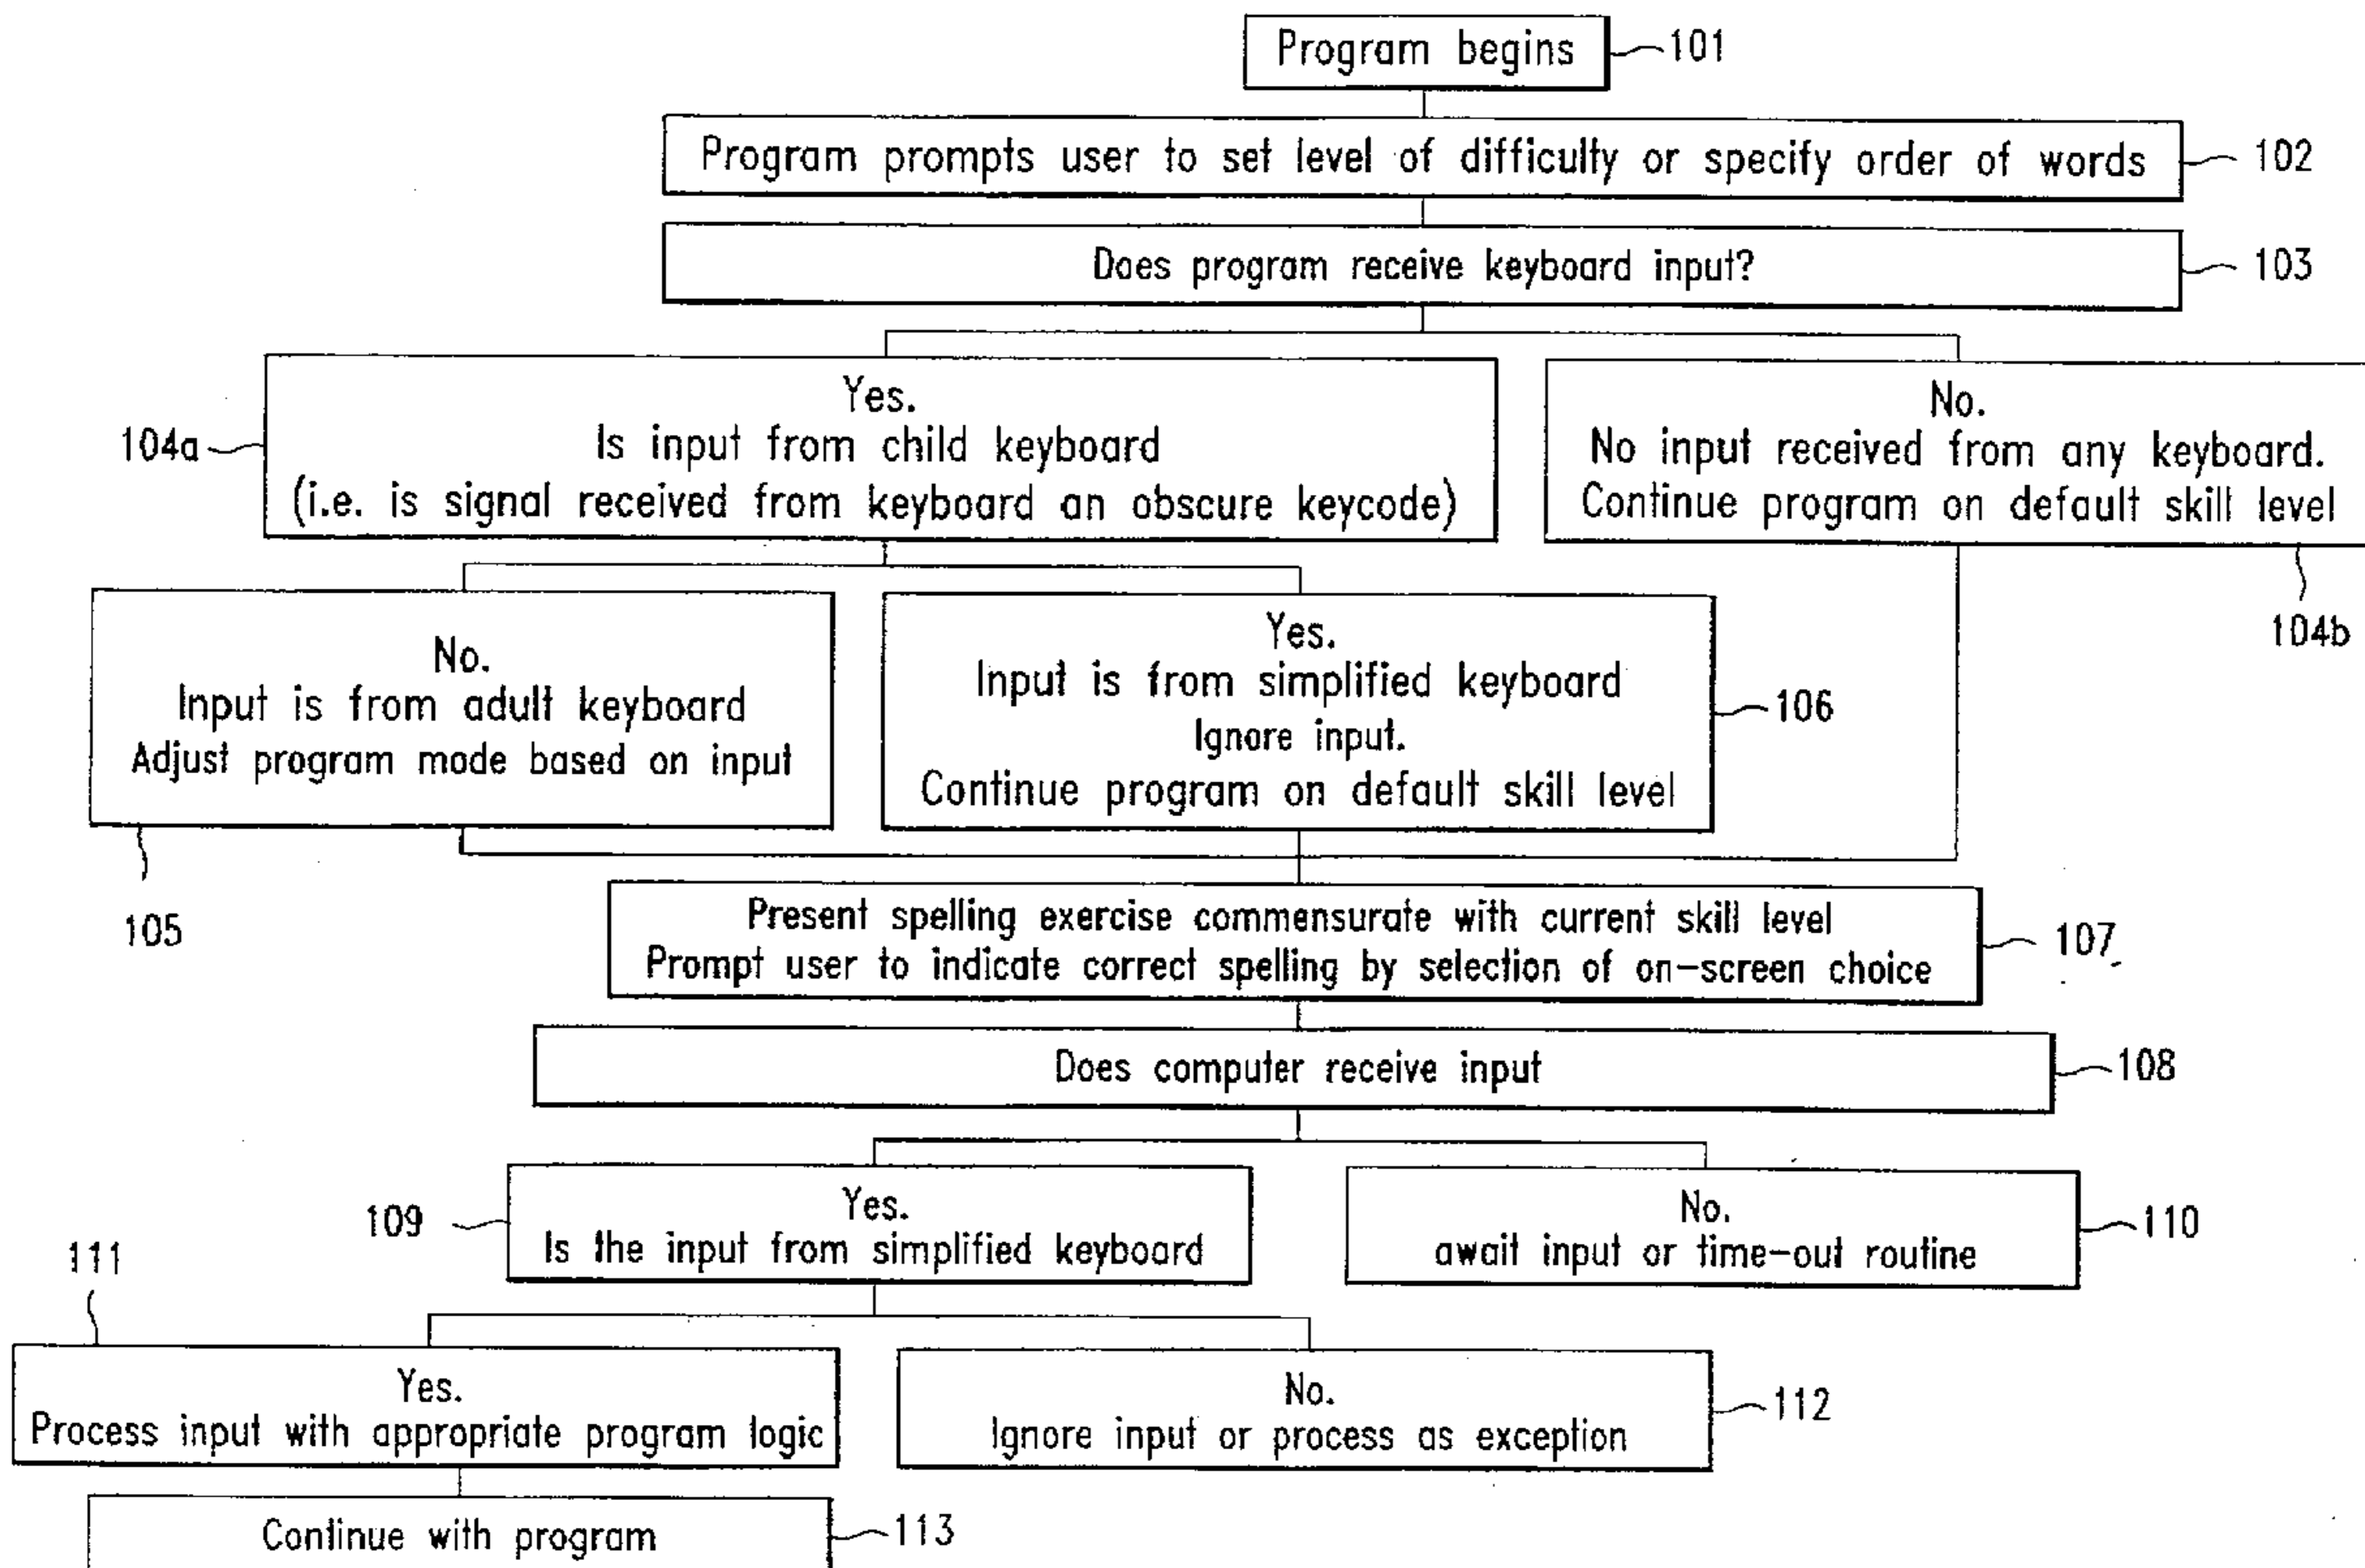 Program begins
101
Program prompts user to set level of difficulty or specify order of words
102
Does program receive keyboard input?
103
Yes.
Is input from child keyboard
(i.e. is signal received from keyboard an obscure keycode)
104a
No.
No input received from any keyboard.
Continue program on default skill level
104b
No.
Input is from adult keyboard
Adjust program mode based on input
105
Yes.
Input is from simplified keyboard
Ignore input.
Continue program on default skill level
106
Present spelling exercise commensurate with current skill level
Prompt user to indicate correct spelling by selection of on-screen choice
107
Does computer receive input
108
Yes.
Is the input from simplified keyboard
109
No.
await input or time-out routine
110
111
Yes.
Process input with appropriate program logic
No.
Ignore input or process as exception
112
Continue with program
113